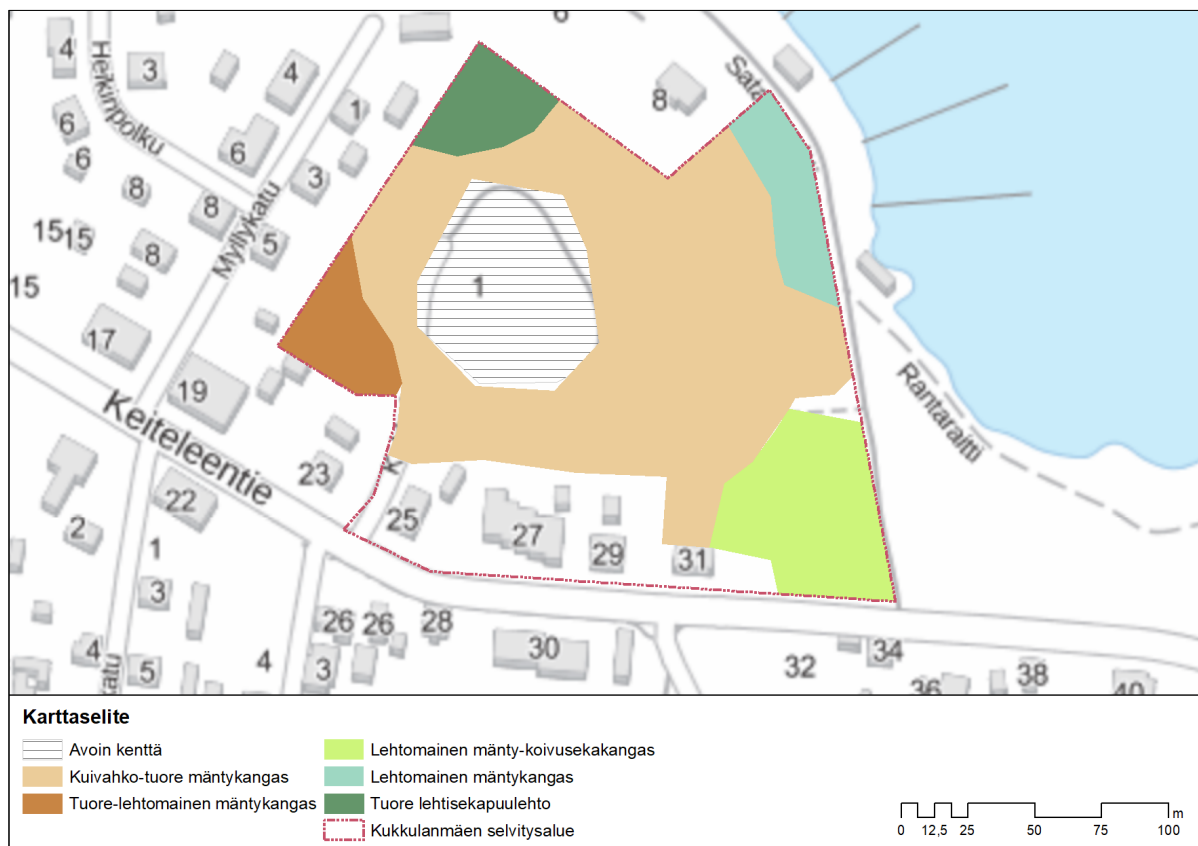 6
4
3
4
Heikinpolku
1
8
Sata
6
6
6
3
8
8
Myllykatu
15
15
5
8
15
1
17
19
Rantaraitti
Keiteleentie
K
23
22
25
27
2
29
31
1
3
26
26
28
30
4
4
3
32
34
katu
5
36
38
40
Karttaselite
Avoin kenttä
Lehtomainen mänty-koivusekakangas
Kuivahko-tuore mäntykangas
Lehtomainen mäntykangas
Tuore-lehtomainen mäntykangas
Tuore lehtisekapuulehto
Kukkulanmäen selvitysalue
m
0 12,5 25 50 75 100